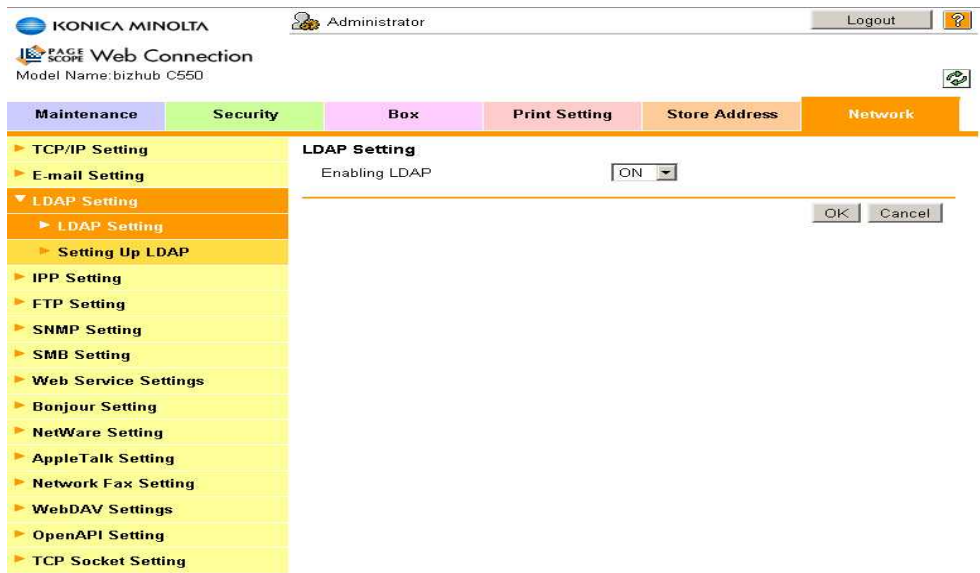 KONICA MINOLTA
Administrator
Logout
?
PAGE SCOPE Web Connection
Model Name:bizhub C550
Maintenance
Security
Box
Print Setting
Store Address
Network
TCP/IP Setting
E-mail Setting
LDAP Setting
LDAP Setting
Setting Up LDAP
IPP Setting
FTP Setting
SNMP Setting
SMB Setting
Web Service Settings
Bonjour Setting
NetWare Setting
AppleTalk Setting
Network Fax Setting
WebDAV Settings
OpenAPI Setting
TCP Socket Setting
LDAP Setting
Enabling LDAP ON
OK Cancel